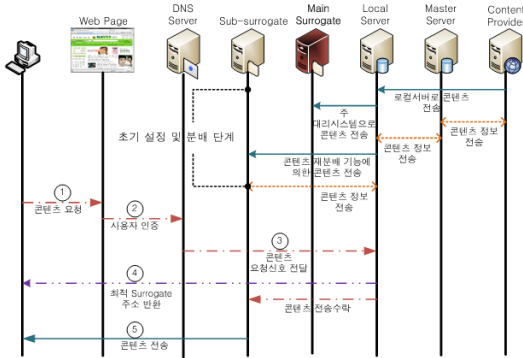 Web Page
DNS
Server
Sub-surrogate
Main
Surrogate
Local
Server
Master
Server
Content
Provide
로컬서버로 콘텐츠
전송
주
대리시스템으로
콘텐츠 전송
콘텐츠 정보
전송
콘텐츠 정보
전송
초기 설정 및 분배 단계
콘텐츠 재분배 기능에
의한 콘텐츠 전송
콘텐츠 정보
전송
1
콘텐츠 요청
2
사용자 인증
3
콘텐츠
요청신호 전달
4
최적 Surrogate
주소 반환
콘텐츠 전송수락
5
콘텐츠 전송